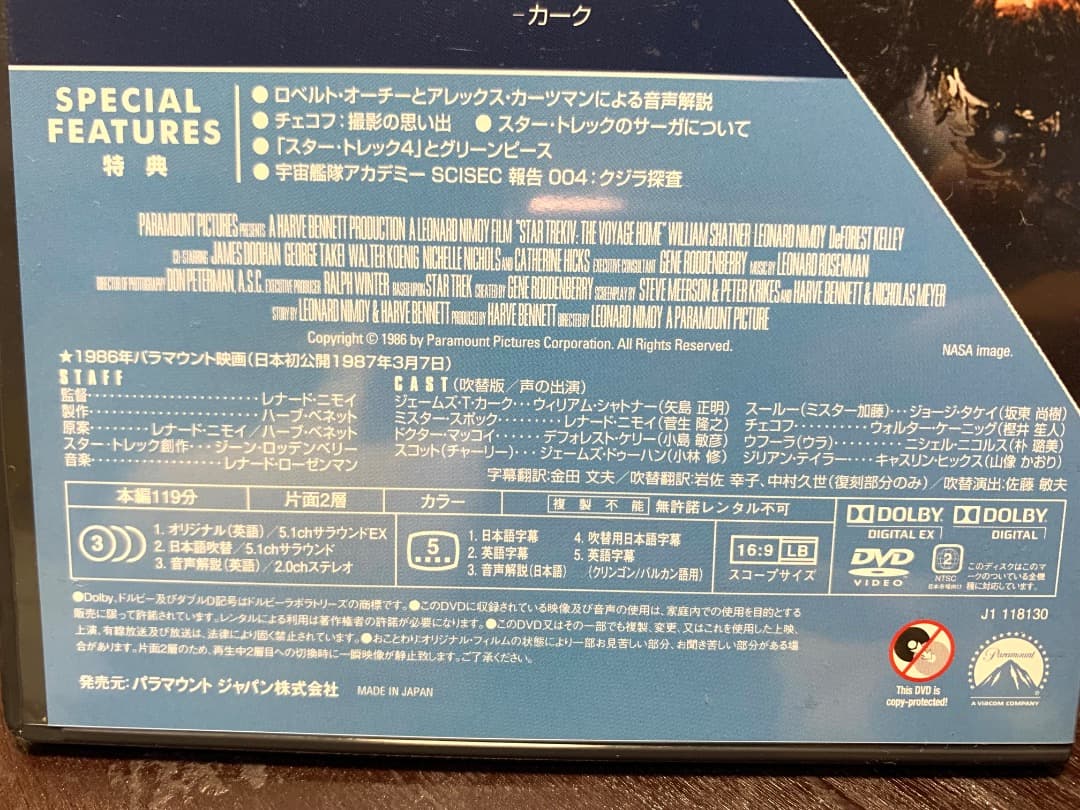 -カーク
SPECIAL
FEATURES
特 典
●ロベルト・オーチーとアレックス・カーツマンによる音声解説
●チェコフ：撮影の思い出 ●スター・トレックのサーガについて
●「スター・トレック4」とグリーンピース
●宇宙艦隊アカデミー SCISEC 報告 004：クジラ探査
PARAMOUNT PICTURES PRESENTS A HARVE BENNETT PRODUCTION A LEONARD NIMOY FILM "STAR TREK IV: THE VOYAGE HOME" WILLIAM SHATNER LEONARD NIMOY DeFOREST KELLEY
CO-STARRING JAMES DOOHAN GEORGE TAKEI WALTER KOENIG NICHELLE NICHOLS AND CATHERINE HICKS EXECUTIVE CONSULTANT GENE RODDENBERRY MUSIC BY LEONARD ROSENMAN
DIRECTOR OF PHOTOGRAPHY DON PETERMAN, A.S.C. EXECUTIVE PRODUCER RALPH WINTER BASED UPON STAR TREK CREATED BY GENE RODDENBERRY SCREENPLAY BY STEVE MEERSON & PETER KRIKES AND HARVE BENNETT & NICHOLAS MEYER
STORY BY LEONARD NIMOY & HARVE BENNETT PRODUCED BY HARVE BENNETT DIRECTED BY LEONARD NIMOY A PARAMOUNT PICTURE
Copyright © 1986 by Paramount Pictures Corporation. All Rights Reserved.
NASA image.
★1986年パラマウント映画（日本初公開1987年3月7日）
STAFF
監督‥‥‥‥‥‥‥‥レナード・ニモイ
製作‥‥‥‥‥‥‥‥ハーブ・ベネット
原案‥‥‥レナード・ニモイ／ハーブ・ベネット
スター・トレック創作‥‥ジーン・ロッデンベリー
音楽‥‥‥‥‥‥レナード・ローゼンマン
CAST（吹替版／声の出演）
ジェームズ・T・カーク‥‥ウィリアム・シャトナー（矢島 正明）
ミスター・スポック‥‥‥‥レナード・ニモイ（菅生 隆之）
ドクター・マッコイ‥‥デフォレスト・ケリー（小島 敏彦）
スコット（チャーリー）‥‥ジェームズ・ドゥーハン（小林 修）
スールー（ミスター加藤）‥‥ジョージ・タケイ（坂東 尚樹）
チェコフ‥‥‥‥ウォルター・ケーニッグ（樫井 笙人）
ウフーラ（ウラ）‥‥‥ニシェル・ニコルス（朴 璐美）
ジリアン・テイラー‥‥キャスリン・ヒックス（山像 かおり）
字幕翻訳：金田 文夫／吹替翻訳：岩佐 幸子、中村久世（復刻部分のみ）／吹替演出：佐藤 敏夫
本編119分 片面2層 カラー 複製不能 無許諾レンタル不可
3
1. オリジナル（英語）／5.1chサラウンドEX
2. 日本語吹替／5.1chサラウンド
3. 音声解説（英語）／2.0chステレオ
5
1. 日本語字幕
2. 英語字幕
3. 音声解説（日本語）
4. 吹替用日本語字幕
5. 英語字幕
（クリンゴン/バルカン語用）
16:9 LB
スコープサイズ
DOLBY
DIGITAL EX
DOLBY
DIGITAL
DVD
VIDEO
2
NTSC
日本市場向け
このディスクはこのマ
ークのついている全機
種に対応しています。
●Dolby、ドルビー及びダブルD記号はドルビーラボラトリーズの商標です。●このDVDに収録されている映像及び音声の使用は、家庭内での使用を目的とする
販売に限って許諾されています。レンタルによる利用は著作権者の許諾が必要になります。●このDVD又はその一部でも複製、変更、又はこれを使用した上映、
上演、有線放送及び放送は、法律により固く禁止されています。●おことわり:オリジナル・フィルムの状態により一部お見苦しい部分、お聞き苦しい部分がある場
合があります。片面2層のため、再生中2層目への切換時に一瞬映像が静止致します。ご了承ください。
J1 118130
発売元：パラマウント ジャパン株式会社 MADE IN JAPAN
This DVD is
copy-protected!
Paramount
A VIACOM COMPANY